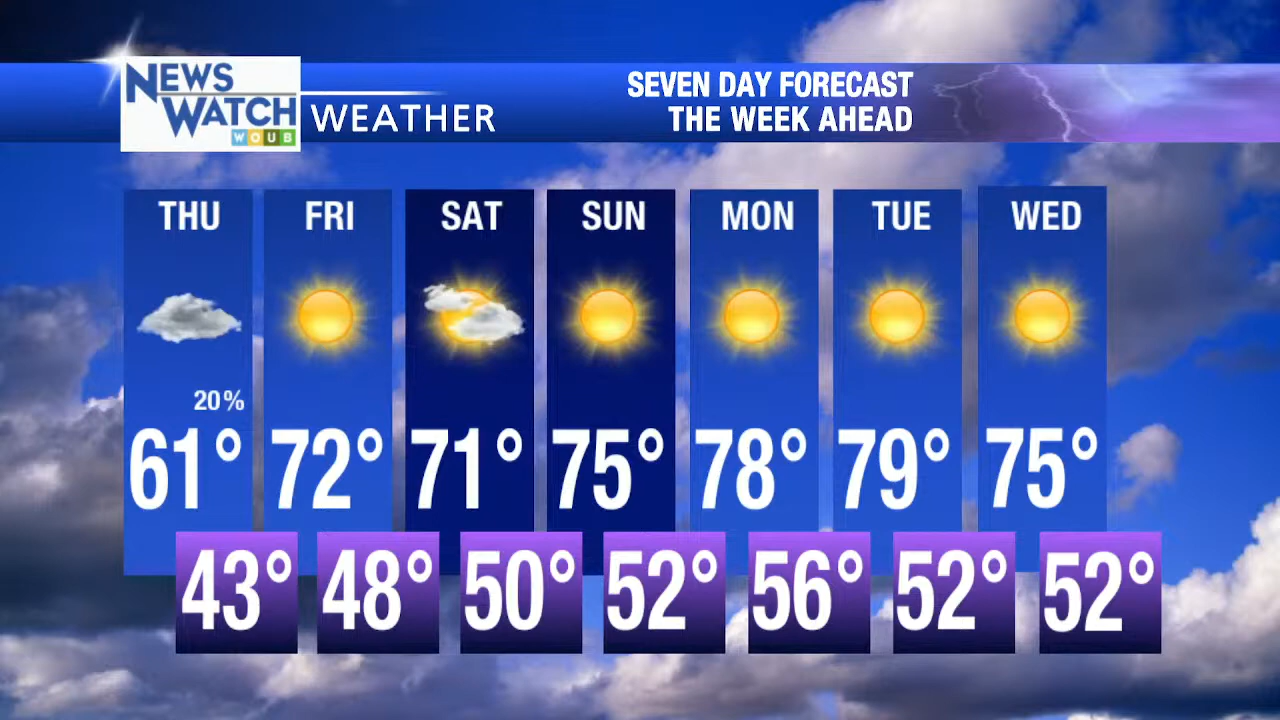 NEWS
WATCH
WOUB
WEATHER
SEVEN DAY FORECAST
THE WEEK AHEAD
THU FRI SAT SUN MON TUE WED
20%
61° 72° 71° 75° 78° 79° 75°
43° 48° 50° 52° 56° 52° 52°